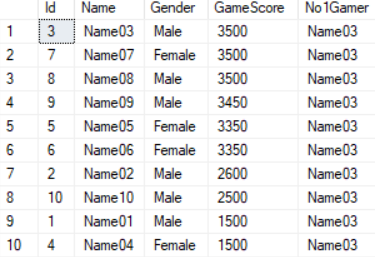 Id Name Gender GameScore No1Gamer
1 3 Name03 Male 3500 Name03
2 7 Name07 Female 3500 Name03
3 8 Name08 Male 3500 Name03
4 9 Name09 Male 3450 Name03
5 5 Name05 Female 3350 Name03
6 6 Name06 Female 3350 Name03
7 2 Name02 Male 2600 Name03
8 10 Name10 Male 2500 Name03
9 1 Name01 Male 1500 Name03
10 4 Name04 Female 1500 Name03